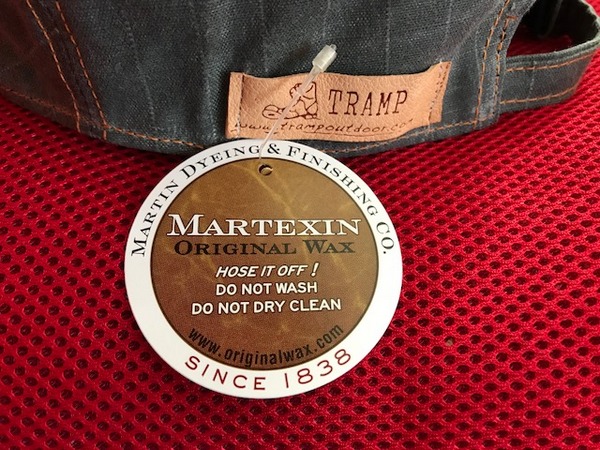 TRAMP
www.trampoutdoor.com
MARTIN DYEING & FINISHING CO.
MARTEXIN
ORIGINAL WAX
HOSE IT OFF !
DO NOT WASH
DO NOT DRY CLEAN
www.originalwax.com
SINCE 1838